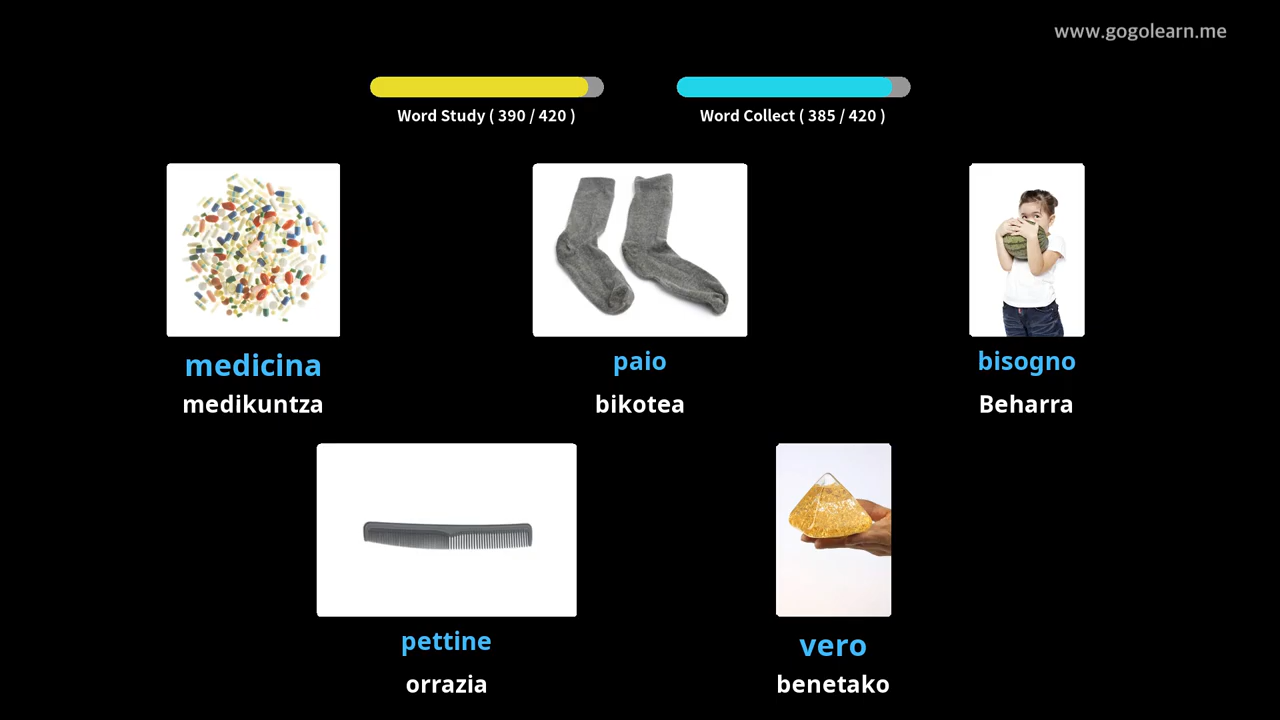 www.gogolearn.me
Word Study ( 390 / 420 )
Word Collect ( 385 / 420 )
medicina
medikuntza
paio
bikotea
bisogno
Beharra
pettine
orrazia
vero
benetako